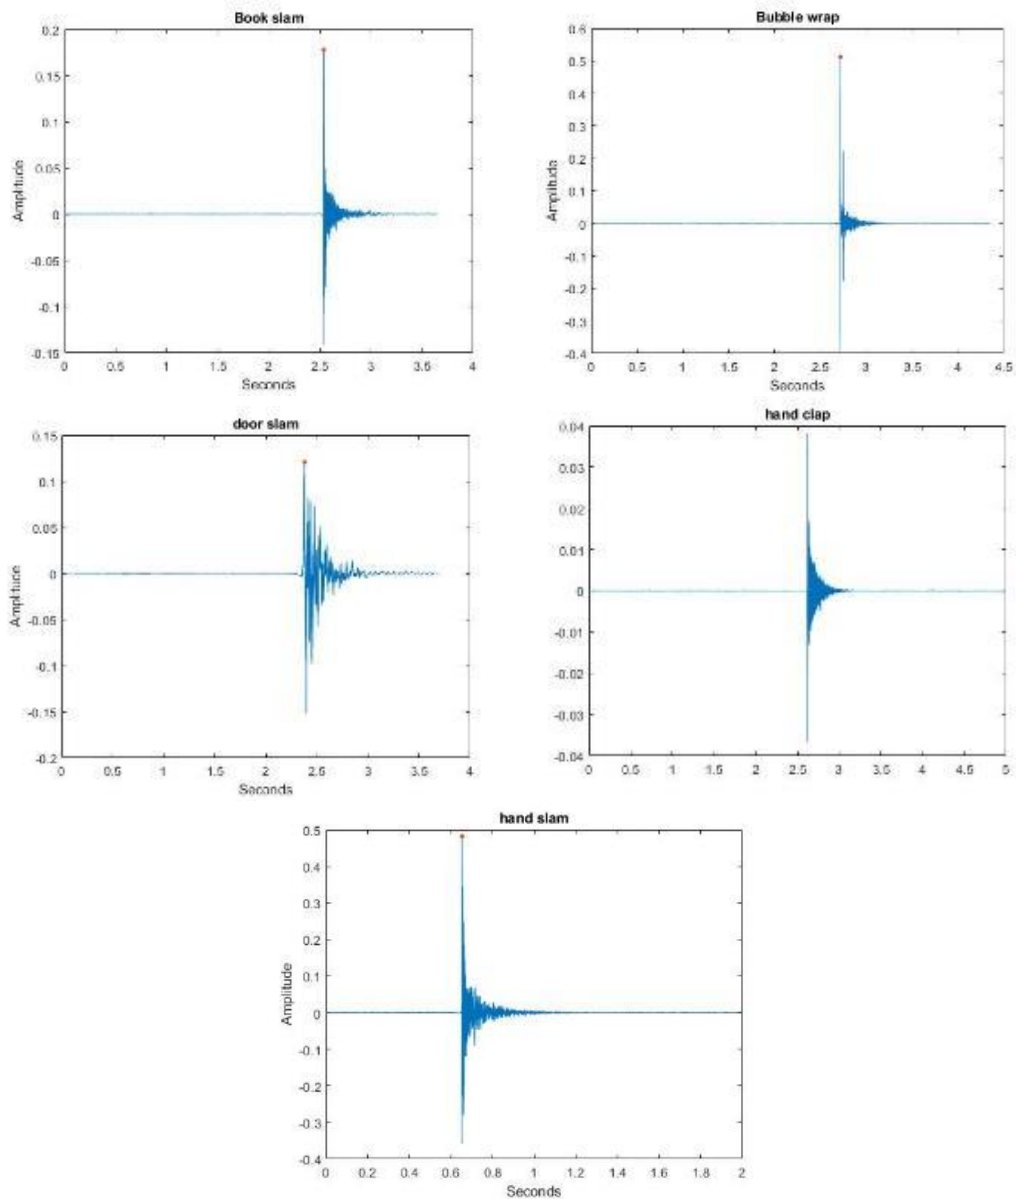 Book slam
0.2
0.15
0.1
0.05
0
-0.05
-0.1
-0.15
0 0.5 1 1.5 2 2.5 3 3.5 4
Seconds
Amplitude
Bubble wrap
0.6
0.5
0.4
0.3
0.2
0.1
0
-0.1
-0.2
-0.3
-0.4
0 0.5 1 1.5 2 2.5 3 3.5 4 4.5
Seconds
Amplitude
door slam
0.15
0.1
0.05
0
-0.05
-0.1
-0.15
-0.2
0 0.5 1 1.5 2 2.5 3 3.5 4
Seconds
Amplitude
hand clap
0.04
0.03
0.02
0.01
0
-0.01
-0.02
-0.03
-0.04
0 0.5 1 1.5 2 2.5 3 3.5 4 4.5 5
hand slam
0.5
0.4
0.3
0.2
0.1
0
-0.1
-0.2
-0.3
-0.4
0 0.2 0.4 0.6 0.8 1 1.2 1.4 1.6 1.8 2
Seconds
Amplitude